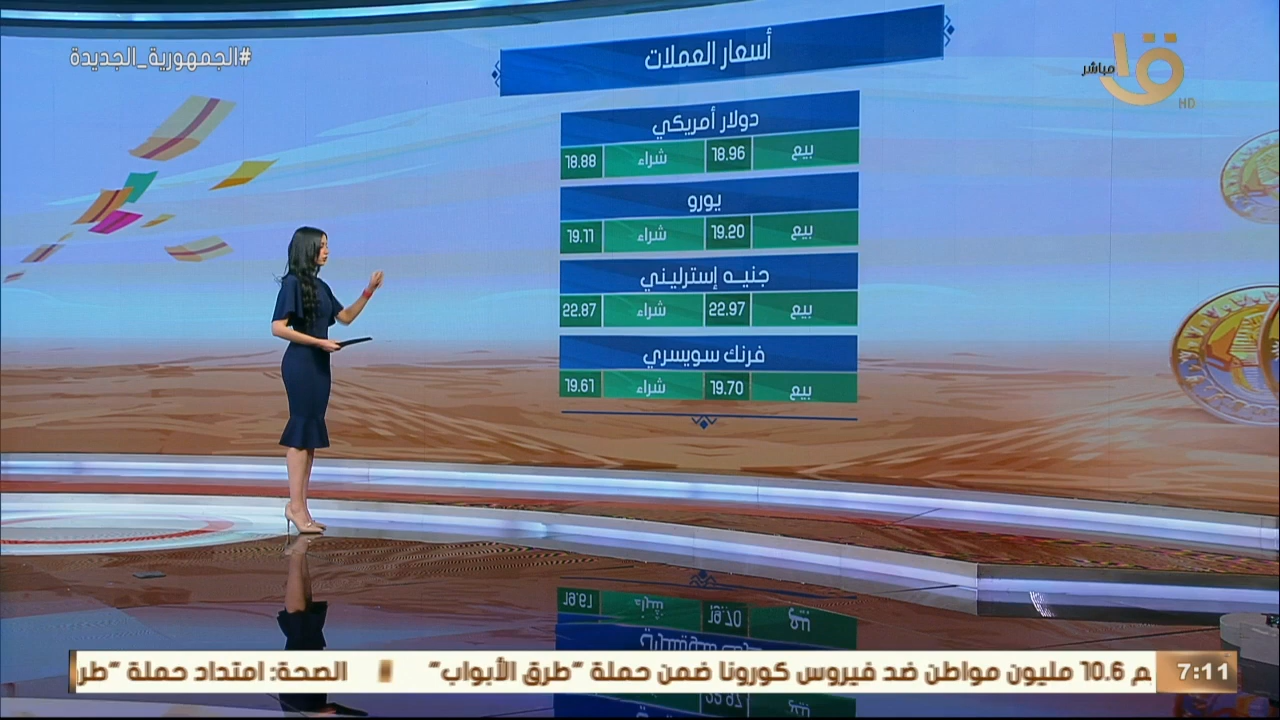 #الجمهورية_الجديدة
مباشر
HD
أسعار العملات
دولار أمريكي
بيع 18.96 شراء 18.88
يورو
بيع 19.20 شراء 19.11
جنيه إسترليني
بيع 22.97 شراء 22.87
فرنك سويسري
بيع 19.70 شراء 19.61
7:11
م 10.6 مليون مواطن ضد فيروس كورونا ضمن حملة "طرق الأبواب" الصحة: امتداد حملة "طر